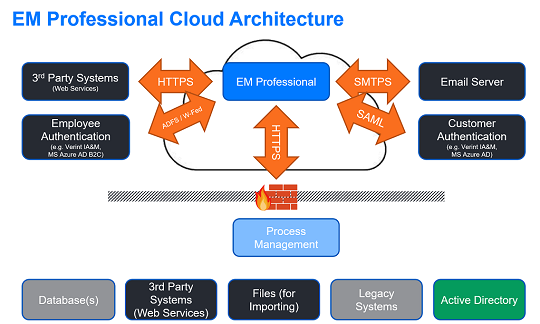 EM Professional Cloud Architecture
3rd Party Systems
(Web Services)
HTTPS
EM Professional
SMTPS
Email Server
Employee
Authentication
(e.g. Verint IA&M,
MS Azure AD B2C)
ADFS / W-Fed
HTTPS
SAML
Customer
Authentication
(e.g. Verint IA&M,
MS Azure AD)
Process
Management
Database(s)
3rd Party
Systems
(Web Services)
Files (for
Importing)
Legacy
Systems
Active Directory